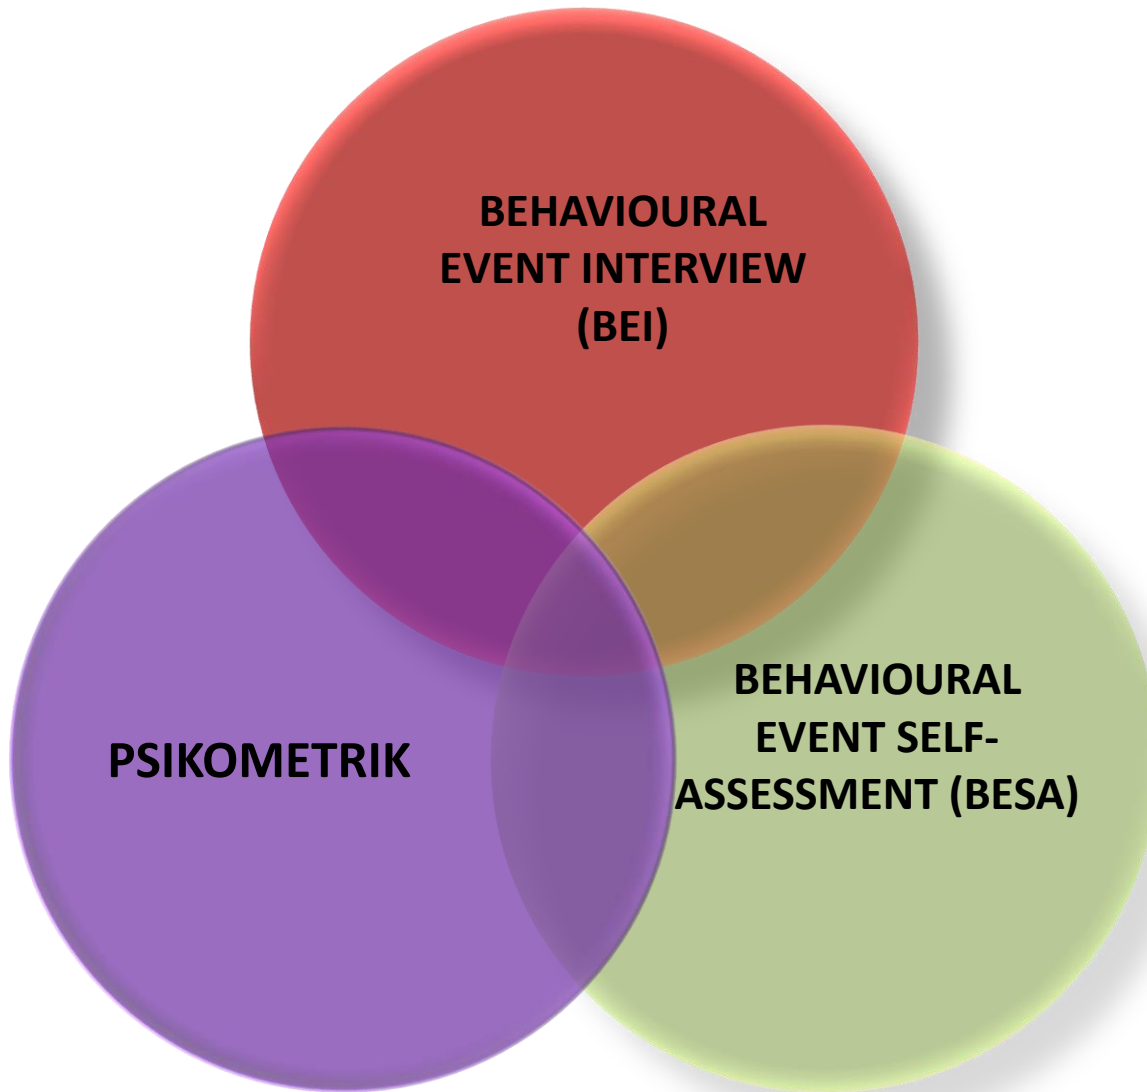 BEHAVIOURAL
EVENT INTERVIEW
(BEI)
PSIKOMETRIK
BEHAVIOURAL
EVENT SELF-
ASSESSMENT (BESA)